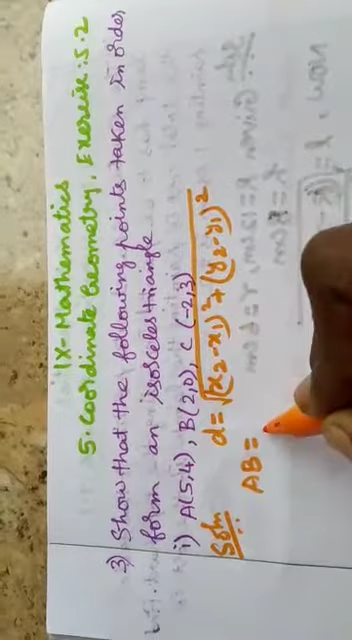 IX-Mathematics
5. Coordinate Geometry, Exercise: 5.2
3) Show that the following points taken in order
form an isosceles triangle
i) A(5,4), B(2,0), C(-2,3)
Soln d=√(x₂-x₁)²+(y₂-y₁)²
AB=